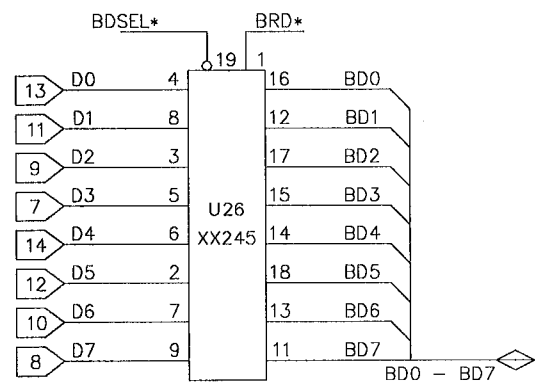 BDSEL* BRD*
19 1
13 D0 4 16 BD0
11 D1 8 12 BD1
9 D2 3 17 BD2
7 D3 5 15 BD3
U26
14 D4 6 XX245 14 BD4
12 D5 2 18 BD5
10 D6 7 13 BD6
8 D7 9 11 BD7
BD0 - BD7